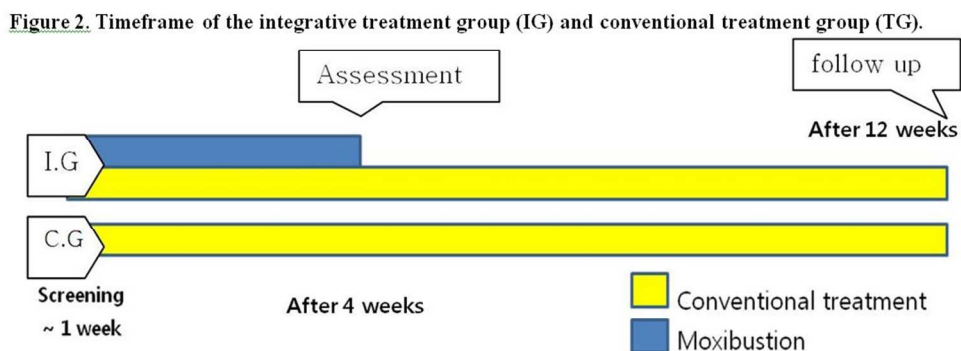 Figure 2. Timeframe of the integrative treatment group (IG) and conventional treatment group (TG).
Assessment
follow up
After 12 weeks
I.G
C.G
Screening
~ 1 week
After 4 weeks
Conventional treatment
Moxibustion